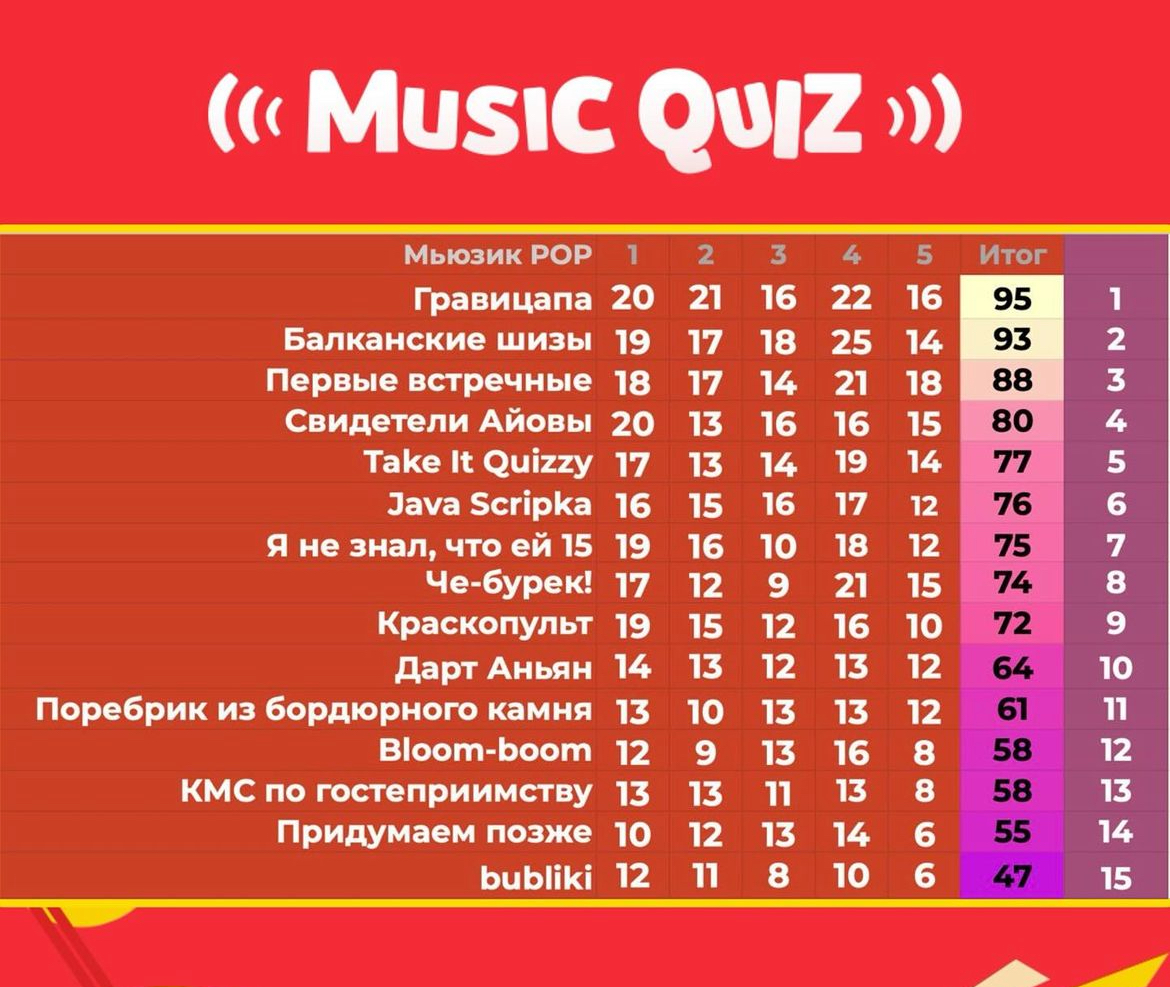 MUSIC QUIZ
Мьюзик POP 1 2 3 4 5 Итог
Гравицапа 20 21 16 22 16 95 1
Балканские шизы 19 17 18 25 14 93 2
Первые встречные 18 17 14 21 18 88 3
Свидетели Айовы 20 13 16 16 15 80 4
Take It Quizzy 17 13 14 19 14 77 5
Java Scripka 16 15 16 17 12 76 6
Я не знал, что ей 15 19 16 10 18 12 75 7
Че-бурек! 17 12 9 21 15 74 8
Краскопульт 19 15 12 16 10 72 9
Дарт Аньян 14 13 12 13 12 64 10
Поребрик из бордюрного камня 13 10 13 13 12 61 11
Bloom-boom 12 9 13 16 8 58 12
КМС по гостеприимству 13 13 11 13 8 58 13
Придумаем позже 10 12 13 14 6 55 14
bubliki 12 11 8 10 6 47 15